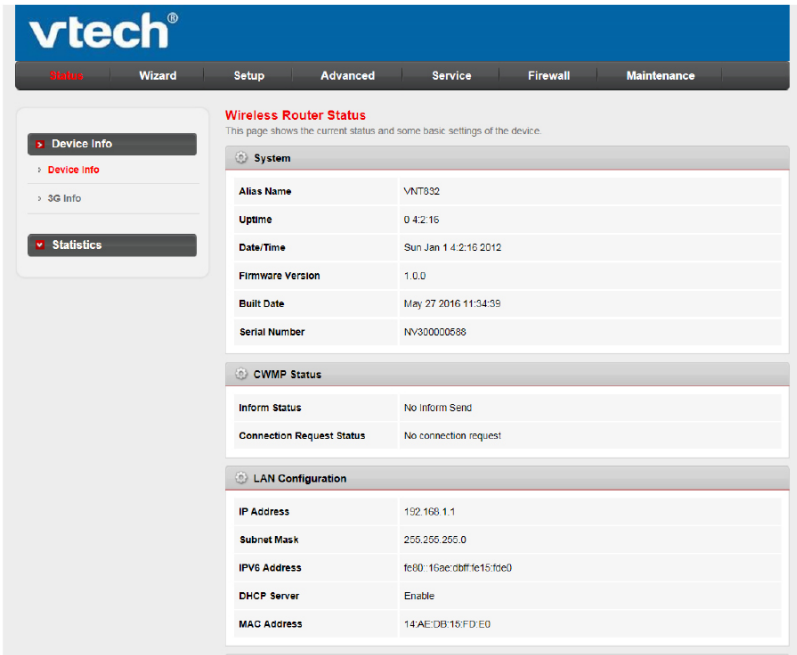 vtech®
Status Wizard Setup Advanced Service Firewall Maintenance
Device Info
Device Info
3G Info
Statistics
Wireless Router Status
This page shows the current status and some basic settings of the device.
System
Alias Name VNT832
Uptime 0 4:2:16
Date/Time Sun Jan 1 4:2:16 2012
Firmware Version 1.0.0
Built Date May 27 2016 11:34:39
Serial Number NV300000588
CWMP Status
Inform Status No Inform Send
Connection Request Status No connection request
LAN Configuration
IP Address 192.168.1.1
Subnet Mask 255.255.255.0
IPV6 Address fe80::16ae:dbff:fe15:fde0
DHCP Server Enable
MAC Address 14:AE:DB:15:FD:E0